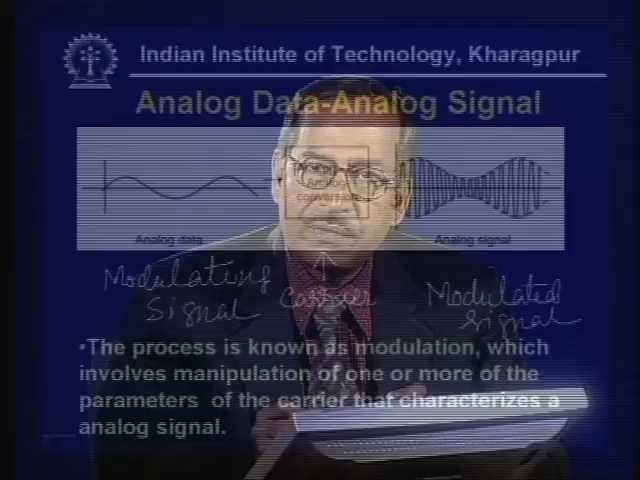 Indian Institute of Technology, Kharagpur
Analog Data-Analog Signal
Analog
conversion
Analog data
Analog signal
Modulating
Signal
Carrier
Modulated
Signal
•The process is known as modulation, which
involves manipulation of one or more of the
parameters of the carrier that characterizes a
analog signal.